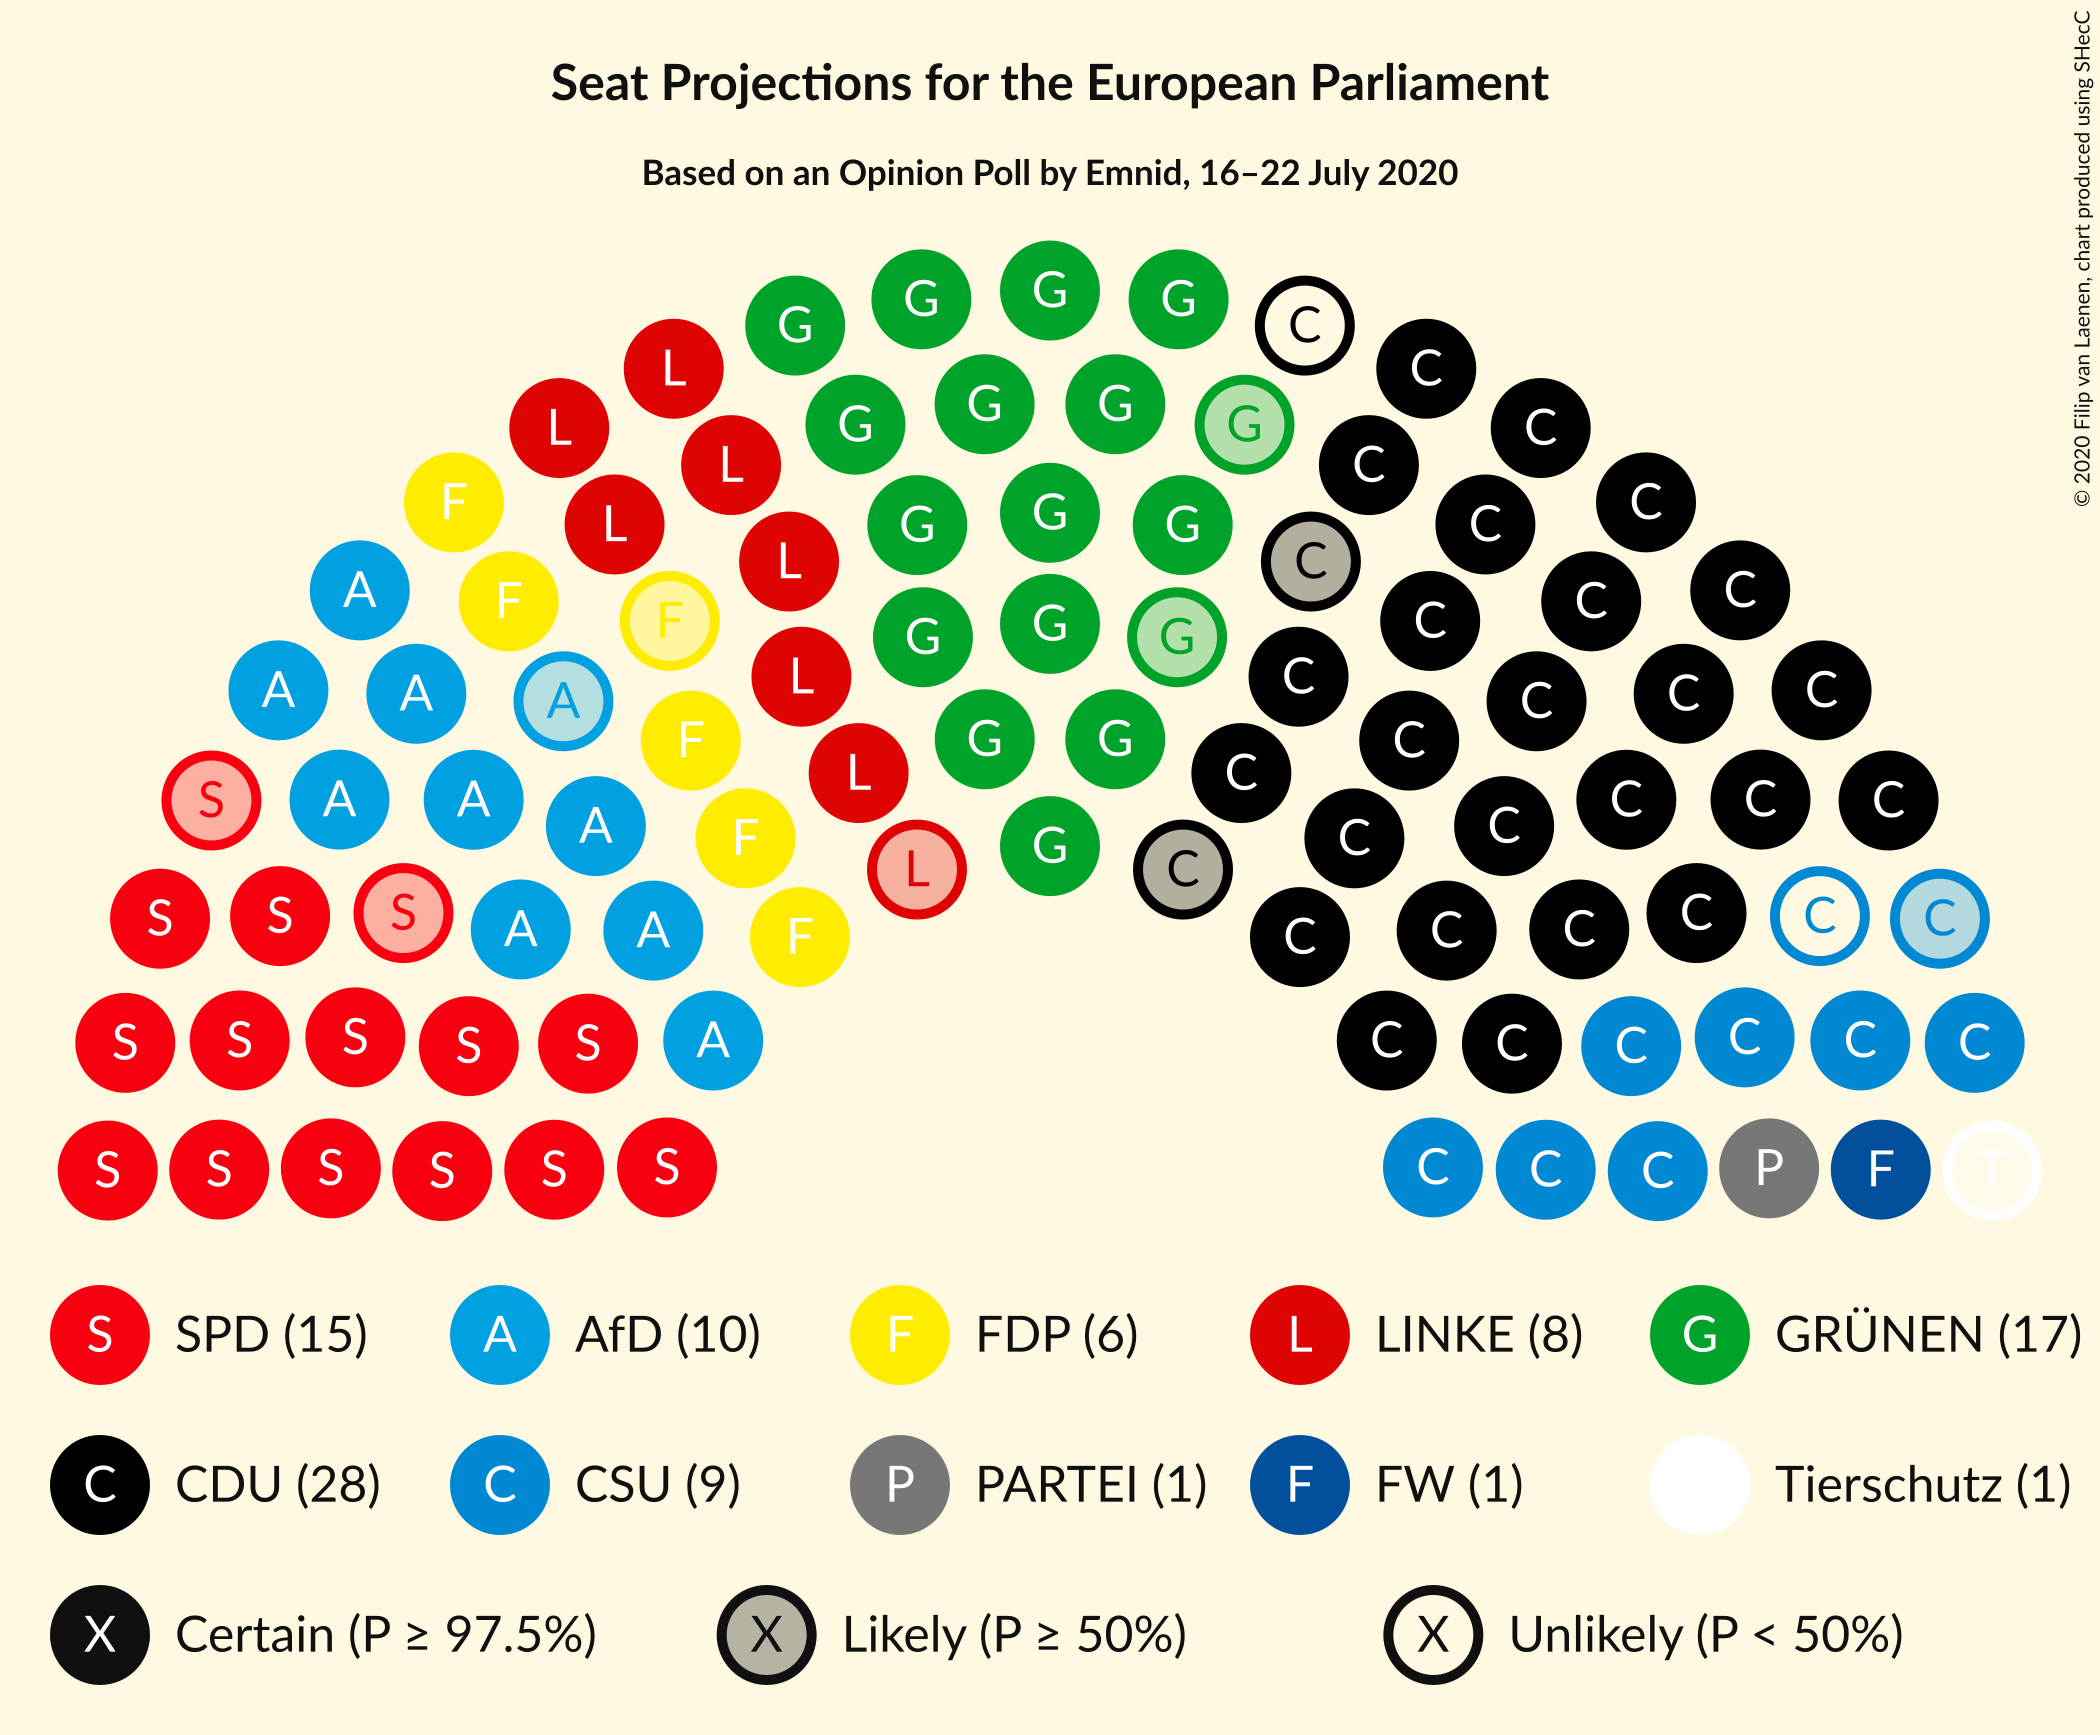 Seat Projections for the European Parliament
Based on an Opinion Poll by Emnid, 16–22 July 2020
© 2020 Filip van Laenen, chart produced using SHecC
G G G G C
L C
L G G G G C
L C
F L G G G C C
A F L C C C
F G G G C
A A A L C C C C
F G G C
S A A L C C C C
A F G C C
L C
S S S A A F C C C C C C
S S S S S A C C C C C C
S S S S S S C C C P F T
S SPD (15) A AfD (10) F FDP (6) L LINKE (8) G GRÜNEN (17)
C CDU (28) C CSU (9) P PARTEI (1) F FW (1) Tierschutz (1)
X Certain (P ≥ 97.5%) X Likely (P ≥ 50%) X Unlikely (P < 50%)